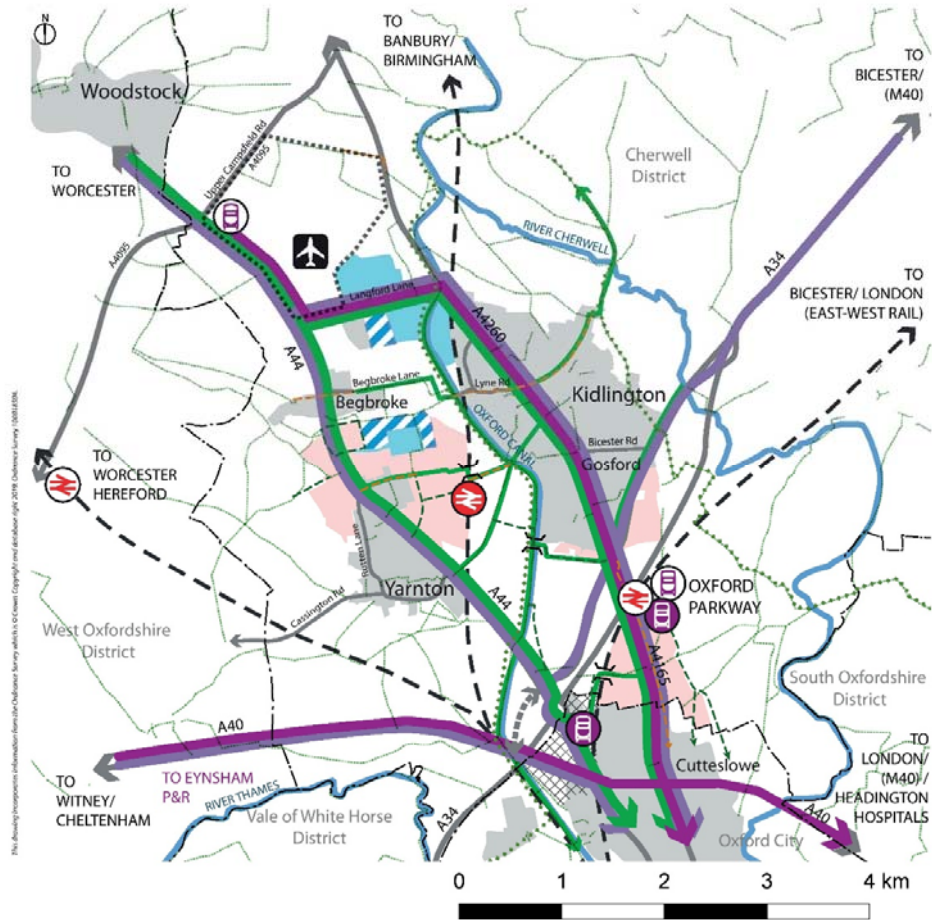 N
TO
BANBURY/
BIRMINGHAM
TO
BICESTER/
(M40)
Woodstock
Upper Campsfield Rd
A4095
Cherwell
District
TO
WORCESTER
RIVER CHERWELL
A34
A4095
Langford Lane
TO
BICESTER/ LONDON
(EAST-WEST RAIL)
A44
A4260
Begbroke Lane
Lyne Rd
Begbroke
Kidlington
OXFORD CANAL
Bicester Rd
Gosford
TO
WORCESTER
HEREFORD
Rutten Lane
Yarnton
A44
OXFORD
PARKWAY
Cassington Rd
West Oxfordshire
District
A4165
South Oxfordshire
District
A40
TO EYNSHAM
P&R
TO
WITNEY/
CHELTENHAM
RIVER THAMES
Vale of White Horse
District
A34
Cutteslowe
TO
LONDON/
(M40) /
HEADINGTON
HOSPITALS
A40
Oxford City
0 1 2 3 4 km